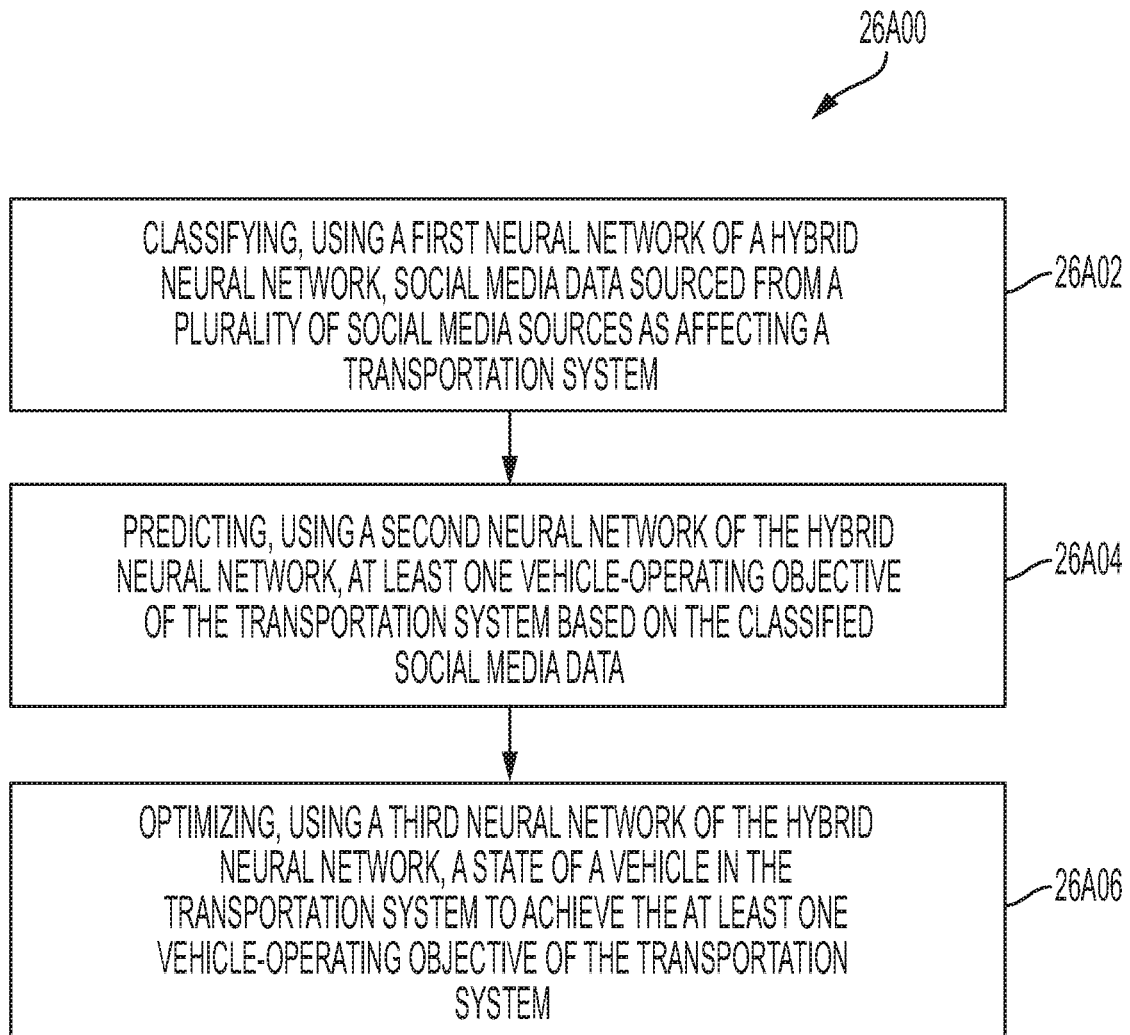 26A00
CLASSIFYING, USING A FIRST NEURAL NETWORK OF A HYBRID
NEURAL NETWORK, SOCIAL MEDIA DATA SOURCED FROM A
PLURALITY OF SOCIAL MEDIA SOURCES AS AFFECTING A
TRANSPORTATION SYSTEM
26A02
PREDICTING, USING A SECOND NEURAL NETWORK OF THE HYBRID
NEURAL NETWORK, AT LEAST ONE VEHICLE-OPERATING OBJECTIVE
OF THE TRANSPORTATION SYSTEM BASED ON THE CLASSIFIED
SOCIAL MEDIA DATA
26A04
OPTIMIZING, USING A THIRD NEURAL NETWORK OF THE HYBRID
NEURAL NETWORK, A STATE OF A VEHICLE IN THE
TRANSPORTATION SYSTEM TO ACHIEVE THE AT LEAST ONE
VEHICLE-OPERATING OBJECTIVE OF THE TRANSPORTATION
SYSTEM
26A06